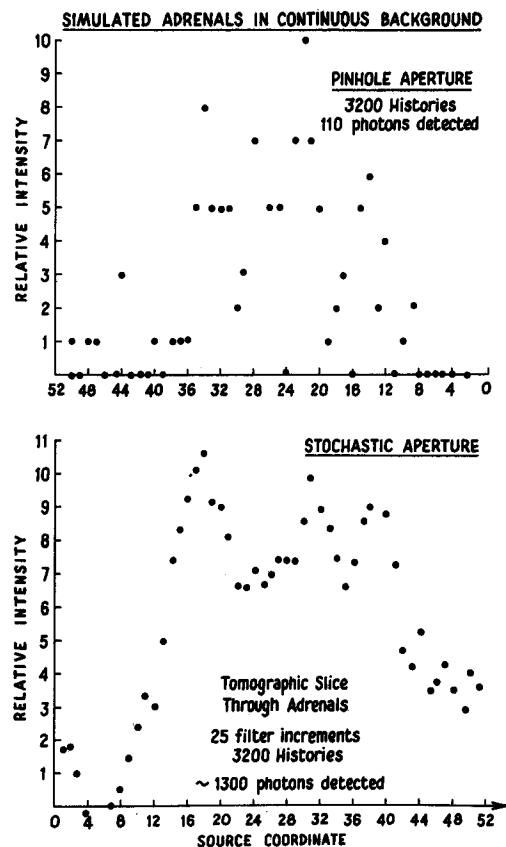 SIMULATED ADRENALS IN CONTINUOUS BACKGROUND
PINHOLE APERTURE
3200 Histories
110 photons detected
RELATIVE INTENSITY
10
9
8
7
6
5
4
3
2
1
52 48 44 40 36 32 28 24 20 16 12 8 4 0
STOCHASTIC APERTURE
RELATIVE INTENSITY
11
10
9
8
7
6
5
4
3
2
1
Tomographic Slice
Through Adrenals
25 filter increments
3200 Histories
~ 1300 photons detected
0 4 8 12 16 20 24 28 32 36 40 44 48 52
SOURCE COORDINATE